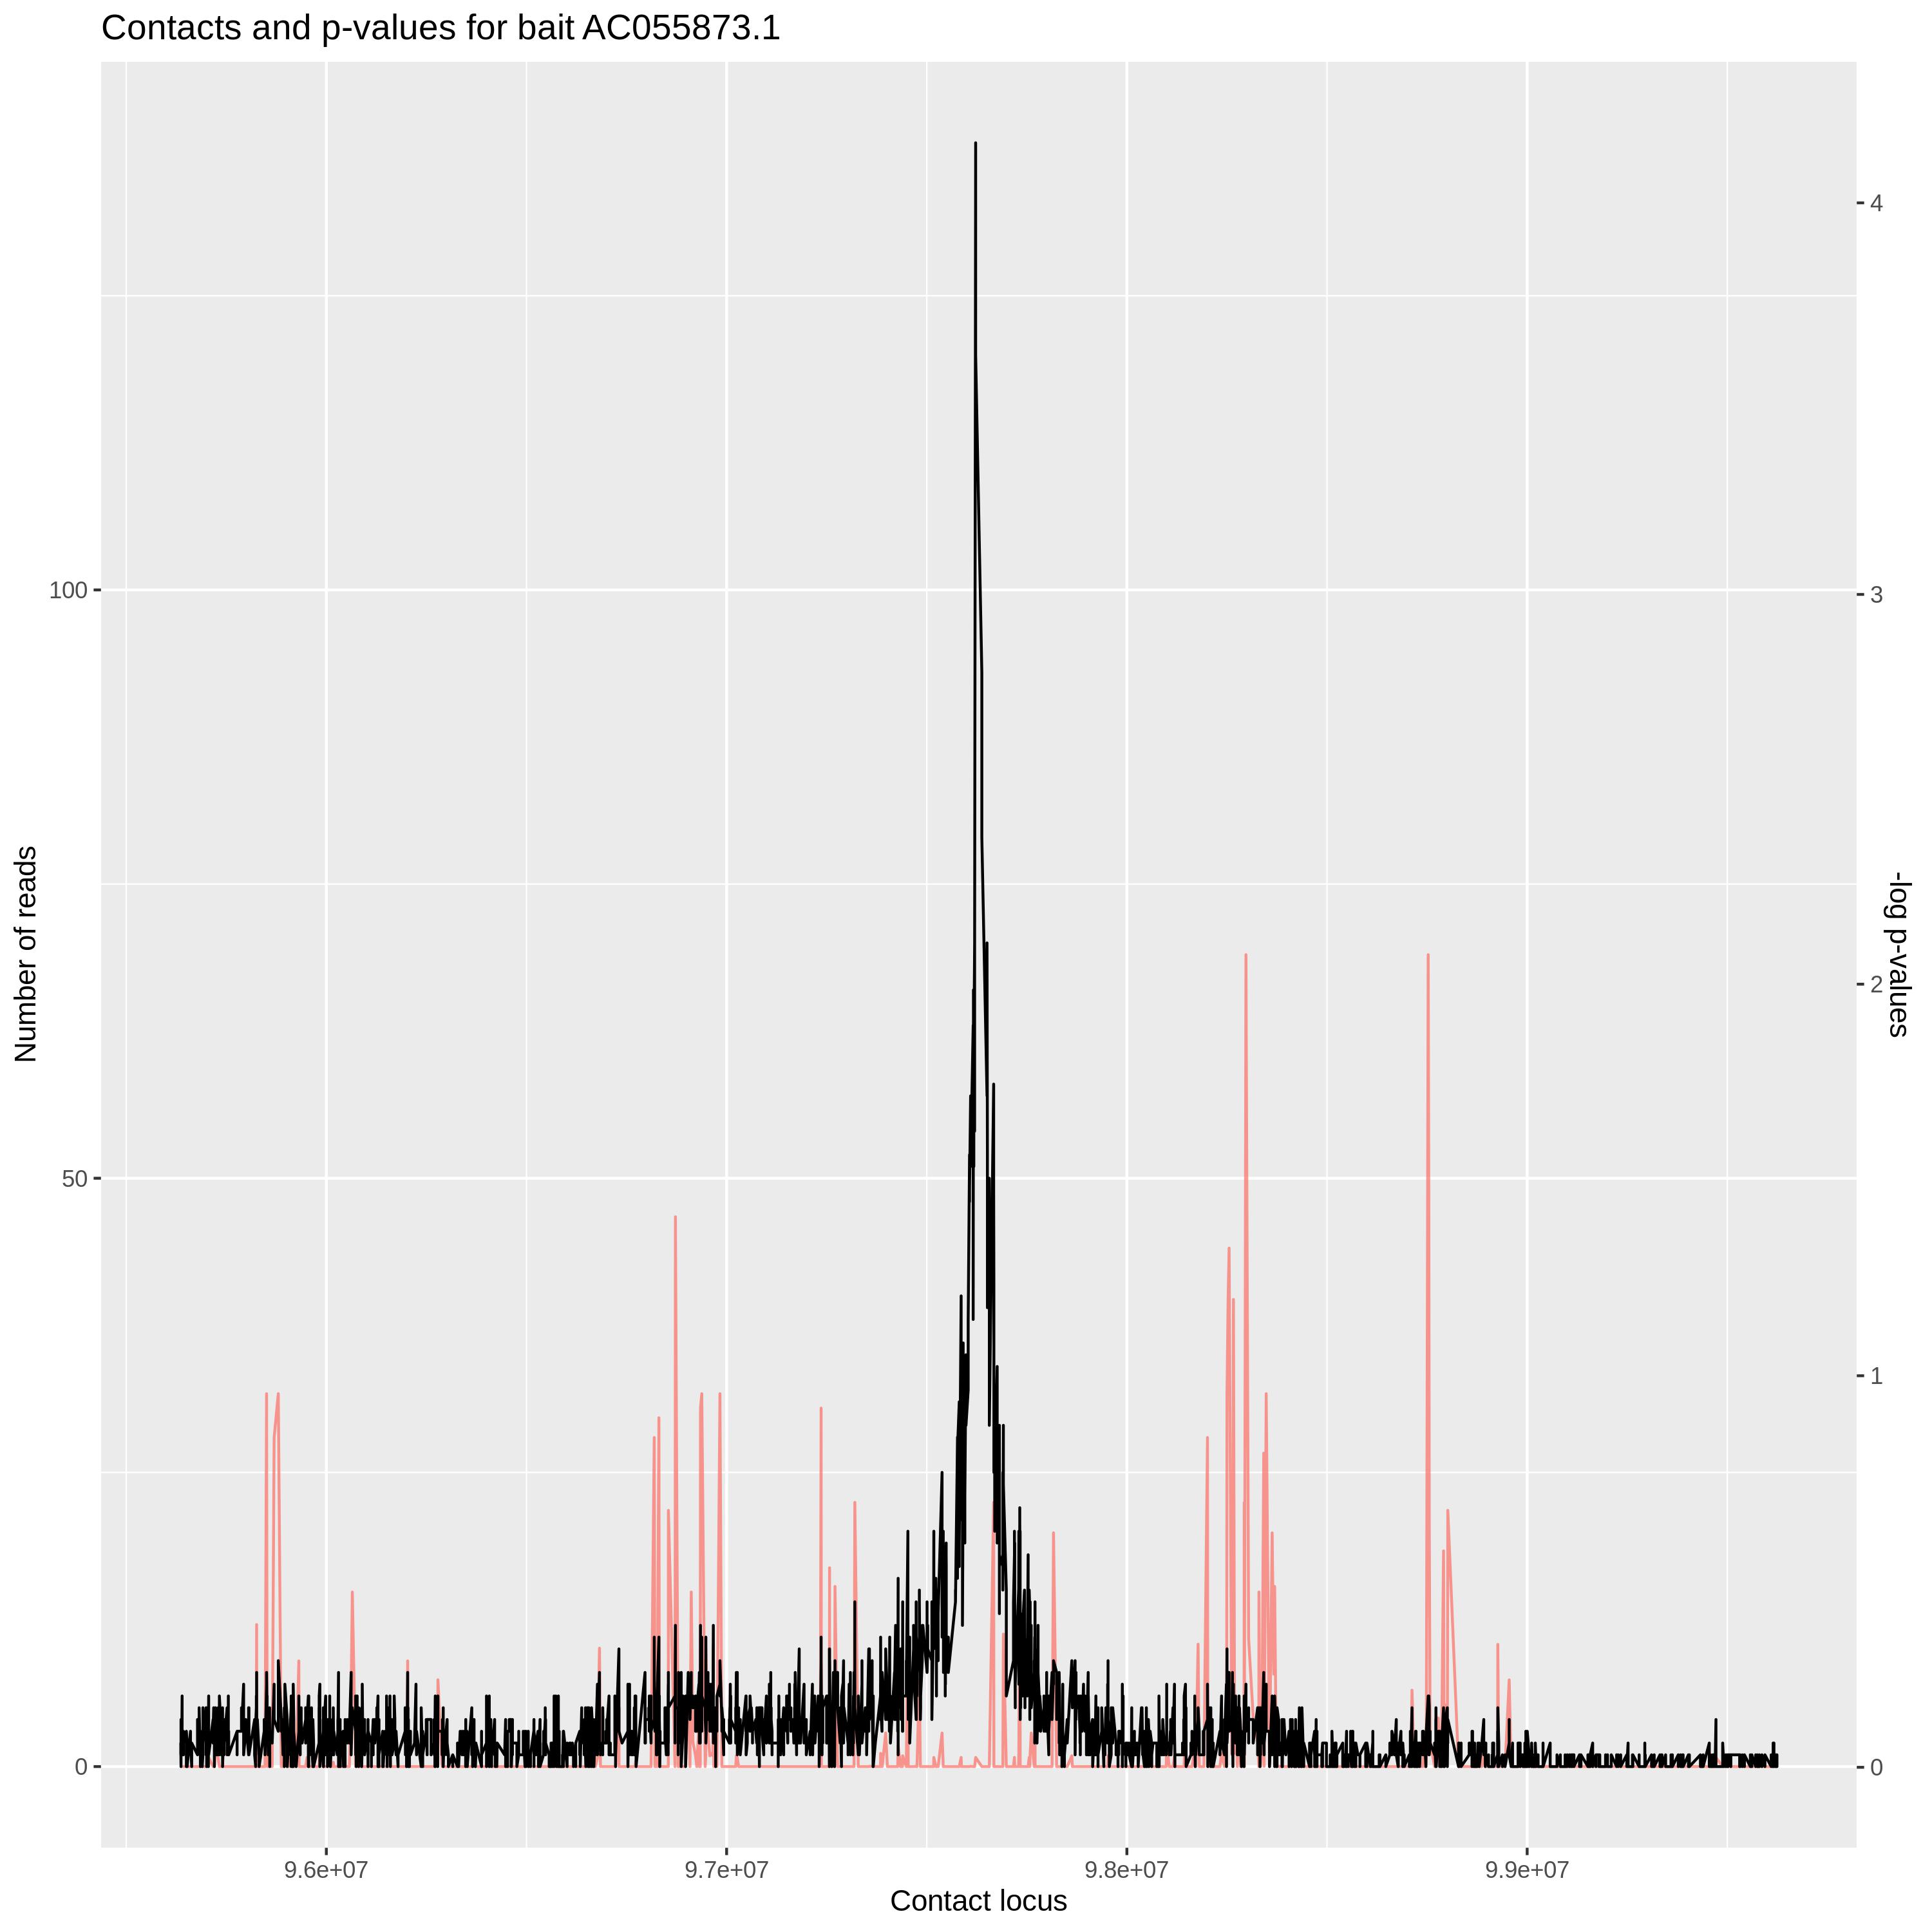 Contacts and p-values for bait AC055873.1
Number of reads
100
50
0
4
3
2
1
0
-log p-values
9.6e+07 9.7e+07 9.8e+07 9.9e+07
Contact locus